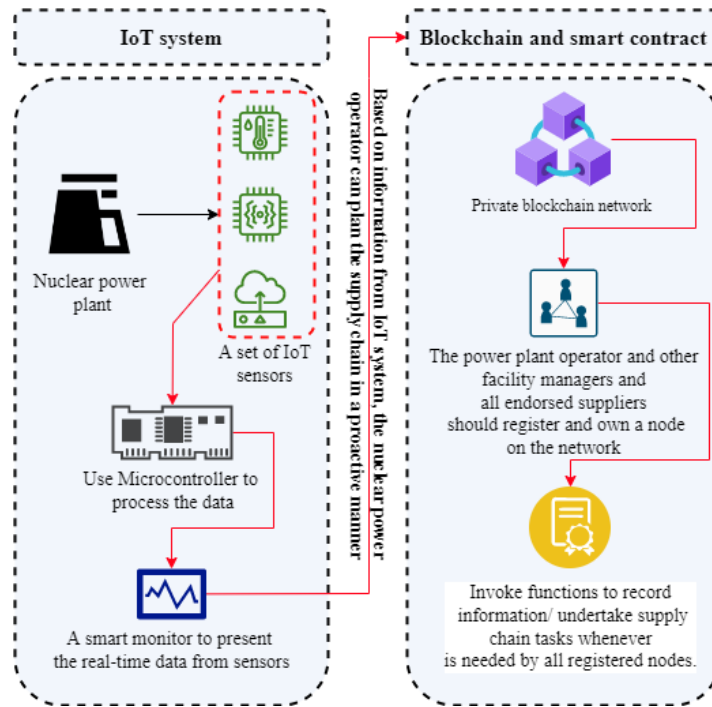 IoT system
Nuclear power
plant
A set of IoT
sensors
Use Microcontroller to
process the data
A smart monitor to present
the real-time data from sensors
Based on information from IoT system, the nuclear power
operator can plan the supply chain in a proactive manner
Blockchain and smart contract
Private blockchain network
The power plant operator and other
facility managers and
all endorsed suppliers
should register and own a node
on the network
Invoke functions to record
information/ undertake supply
chain tasks whenever
is needed by all registered nodes.